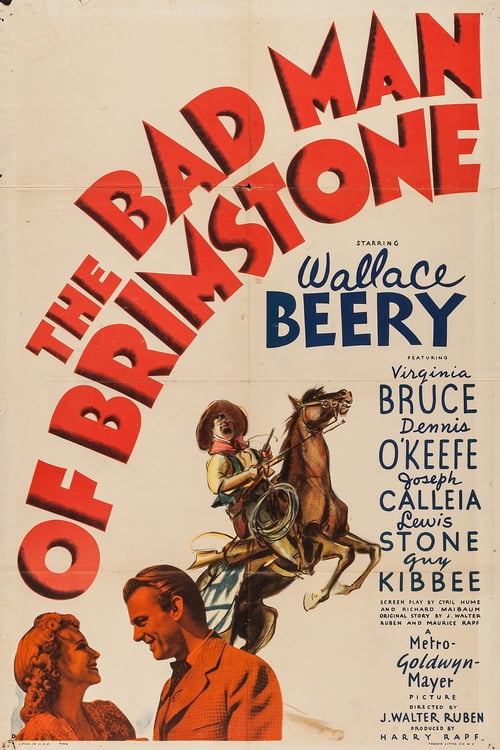 THE BAD MAN
OF BRIMSTONE
STARRING
Wallace
BEERY
FEATURING
Virginia
BRUCE
Dennis
O'KEEFE
Joseph
CALLEIA
Lewis
STONE
Guy
KIBBEE
SCREEN PLAY BY CYRIL HUME
AND RICHARD MAIBAUM
ORIGINAL STORY BY J. WALTER
RUBEN AND MAURICE RAPF
A
Metro-
Goldwyn-
Mayer
PICTURE
DIRECTED BY
J. WALTER RUBEN
PRODUCED BY
HARRY RAPF.